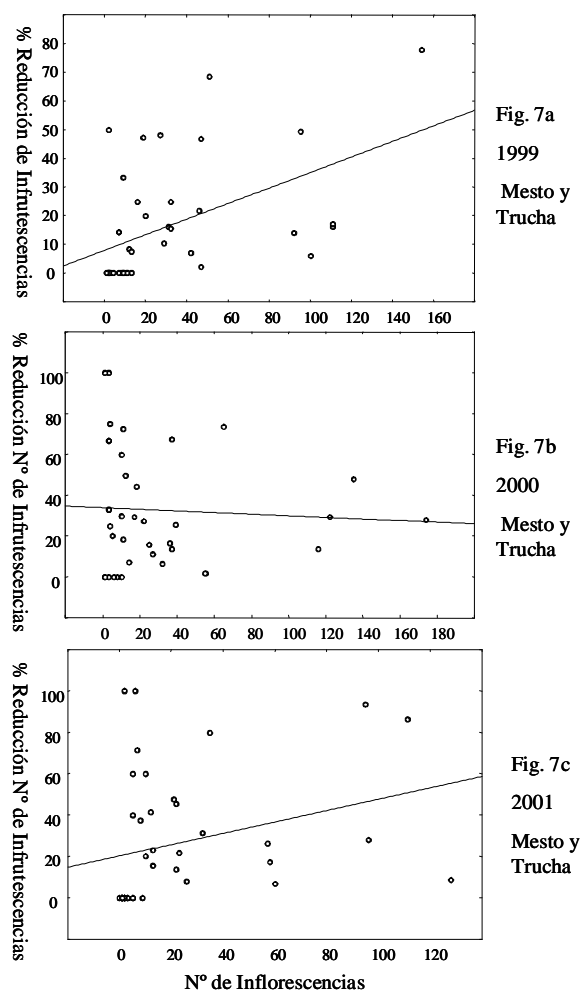 % Reducción de Infrutescencias
80
70
60
50
40
30
20
10
0
0 20 40 60 80 100 120 140 160
Fig. 7a
1999
Mesto y
Trucha
% Reducción Nº de Infrutescencias
100
80
60
40
20
0
0 20 40 60 80 100 120 140 160 180
Fig. 7b
2000
Mesto y
Trucha
% Reducción Nº de Infrutescencias
100
80
60
40
20
0
0 20 40 60 80 100 120
Fig. 7c
2001
Mesto y
Trucha
Nº de Inflorescencias